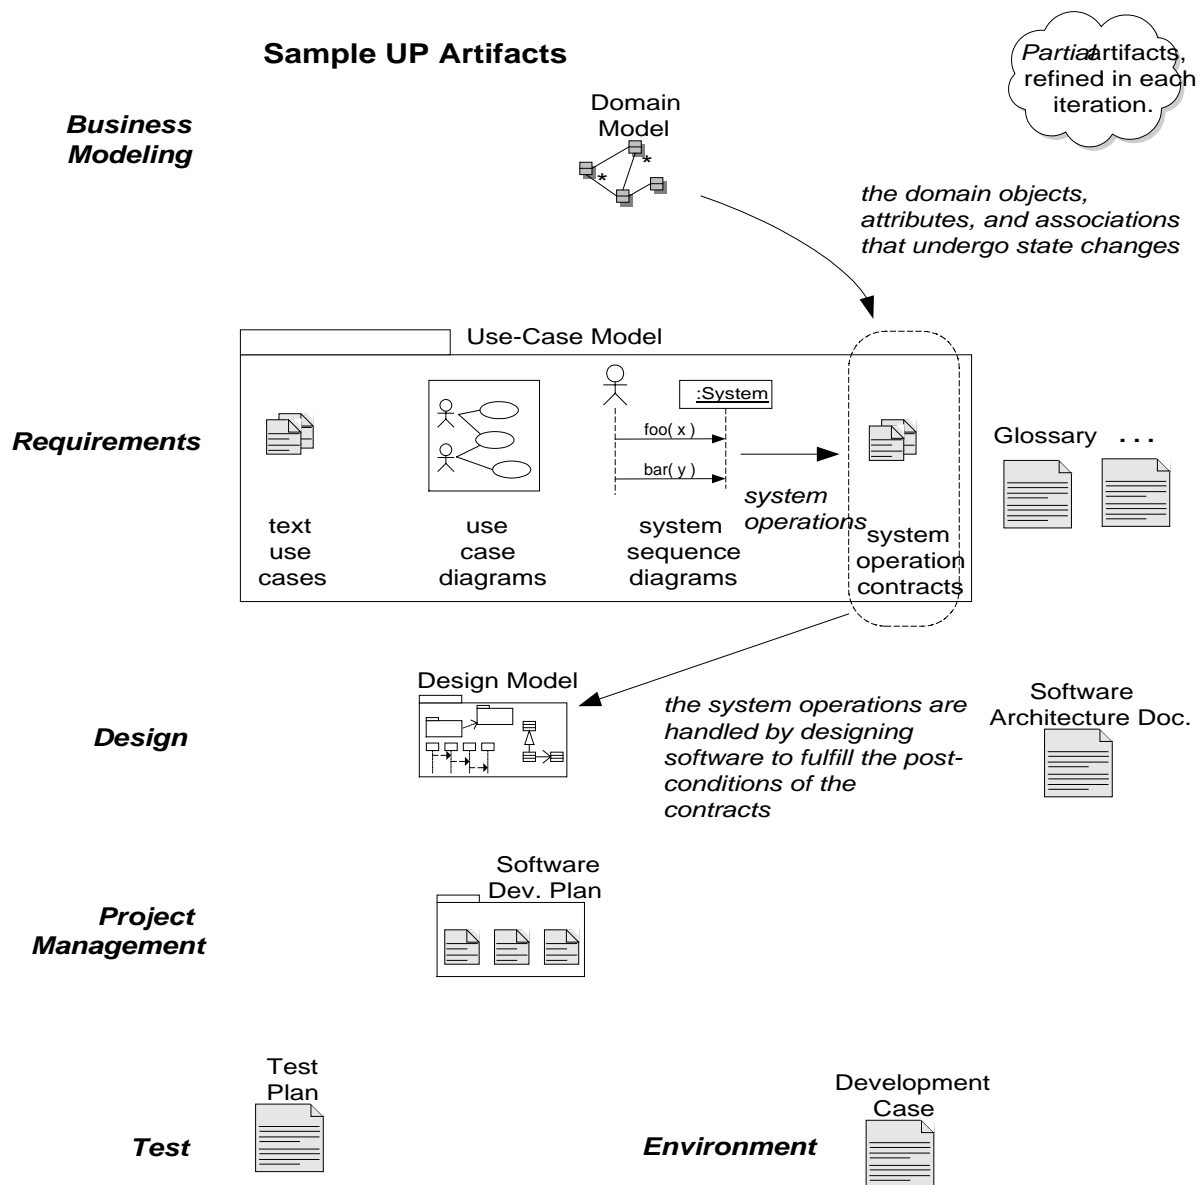 Sample UP Artifacts
Partial artifacts,
refined in each
iteration.
Business
Modeling
Domain
Model
*
*
the domain objects,
attributes, and associations
that undergo state changes
Use-Case Model
Requirements
:System
foo( x )
bar( y )
system
operations
text
use
cases
use
case
diagrams
system
sequence
diagrams
system
operation
contracts
Glossary
. . .
Design
Design Model
the system operations are
handled by designing
software to fulfill the post-
conditions of the
contracts
Software
Architecture Doc.
Project
Management
Software
Dev. Plan
Test
Test
Plan
Environment
Development
Case